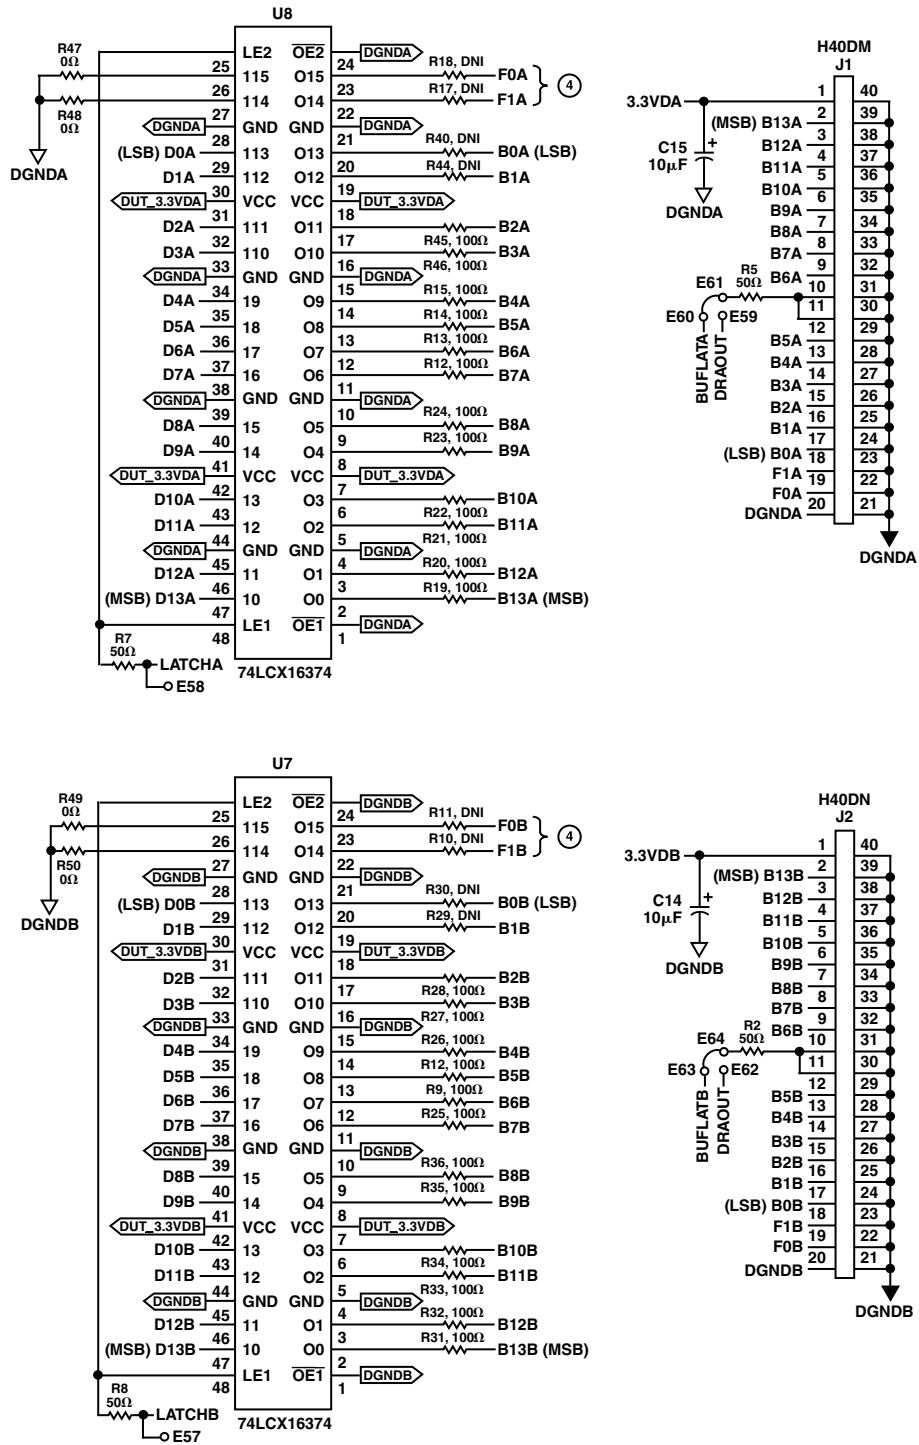 U8
LE2 OE2 DGNDA
R47
0Ω
25 115 O15 24 R18, DNI F0A
26 114 O14 23 R17, DNI F1A
4
R48
0Ω
DGNDA
DGNDA 27 GND GND 22 DGNDA
(LSB) D0A 28 113 O13 21 R40, DNI B0A (LSB)
D1A 29 112 O12 20 R44, DNI B1A
DUT_3.3VDA 30 VCC VCC 19 DUT_3.3VDA
D2A 31 111 O11 18 B2A
R45, 100Ω
D3A 32 110 O10 17 B3A
R46, 100Ω
DGNDA 33 GND GND 16 DGNDA
D4A 34 19 O9 15 R15, 100Ω B4A
D5A 35 18 O8 14 R14, 100Ω B5A
D6A 36 17 O7 13 R13, 100Ω B6A
D7A 37 16 O6 12 R12, 100Ω B7A
DGNDA 38 GND GND 11 DGNDA
D8A 39 15 O5 10 R24, 100Ω B8A
D9A 40 14 O4 9 R23, 100Ω B9A
DUT_3.3VDA 41 VCC VCC 8 DUT_3.3VDA
D10A 42 13 O3 7 B10A
R22, 100Ω
D11A 43 12 O2 6 B11A
R21, 100Ω
DGNDA 44 GND GND 5 DGNDA
D12A 45 11 O1 4 R20, 100Ω B12A
(MSB) D13A 46 10 O0 3 R19, 100Ω B13A (MSB)
47 LE1 OE1 2 DGNDA
48 1
R7
50Ω
LATCHA
E58
74LCX16374
H40DM
J1
3.3VDA 1 40
(MSB) B13A 2 39
B12A 3 38
B11A 4 37
B10A 5 36
B9A 6 35
B8A 7 34
B7A 8 33
B6A 9 32
10 31
11 30
B5A 12 29
B4A 13 28
B3A 14 27
B2A 15 26
B1A 16 25
(LSB) B0A 17 24
F1A 18 23
F0A 19 22
DGNDA 20 21
C15
10μF
+
DGNDA
E61
R5
50Ω
E60
E59
BUFLATA
DRAOUT
DGNDA
U7
LE2 OE2 DGNDB
R49
0Ω
25 115 O15 24 R11, DNI F0B
26 114 O14 23 R10, DNI F1B
4
R50
0Ω
DGNDB
DGNDB 27 GND GND 22 DGNDB
(LSB) D0B 28 113 O13 21 R30, DNI B0B (LSB)
D1B 29 112 O12 20 R29, DNI B1B
DUT_3.3VDB 30 VCC VCC 19 DUT_3.3VDB
D2B 31 111 O11 18 B2B
R28, 100Ω
D3B 32 110 O10 17 B3B
R27, 100Ω
DGNDB 33 GND GND 16 DGNDB
D4B 34 19 O9 15 R26, 100Ω B4B
D5B 35 18 O8 14 R12, 100Ω B5B
D6B 36 17 O7 13 R9, 100Ω B6B
D7B 37 16 O6 12 R25, 100Ω B7B
DGNDB 38 GND GND 11 DGNDB
D8B 39 15 O5 10 R36, 100Ω B8B
D9B 40 14 O4 9 R35, 100Ω B9B
DUT_3.3VDB 41 VCC VCC 8 DUT_3.3VDB
D10B 42 13 O3 7 B10B
R34, 100Ω
D11B 43 12 O2 6 B11B
R33, 100Ω
DGNDB 44 GND GND 5 DGNDB
D12B 45 11 O1 4 R32, 100Ω B12B
(MSB) D13B 46 10 O0 3 R31, 100Ω B13B (MSB)
47 LE1 OE1 2 DGNDB
48 1
R8
50Ω
LATCHB
E57
74LCX16374
H40DN
J2
3.3VDB 1 40
(MSB) B13B 2 39
B12B 3 38
B11B 4 37
B10B 5 36
B9B 6 35
B8B 7 34
B7B 8 33
B6B 9 32
10 31
11 30
B5B 12 29
B4B 13 28
B3B 14 27
B2B 15 26
B1B 16 25
(LSB) B0B 17 24
F1B 18 23
F0B 19 22
DGNDB 20 21
C14
10μF
+
DGNDB
E64
R2
50Ω
E63
E62
BUFLATB
DRAOUT
DGNDB